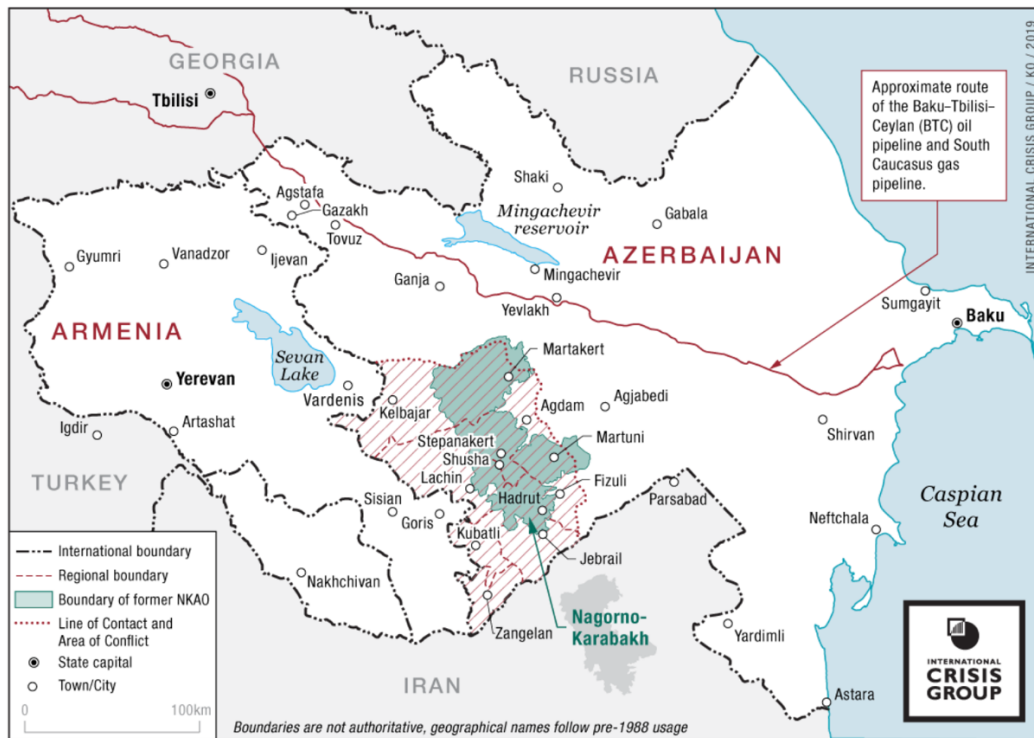 GEORGIA
RUSSIA
Tbilisi
INTERNATIONAL CRISIS GROUP / KO / 2019
Approximate route
of the Baku–Tbilisi–
Ceylan (BTC) oil
pipeline and South
Caucasus gas
pipeline.
Shaki
Agstafa
Gazakh
Mingachevir
reservoir
Gabala
Tovuz
Gyumri
Vanadzor
Ijevan
AZERBAIJAN
Ganja
Mingachevir
Yevlakh
Sumgayit
Baku
ARMENIA
Sevan
Lake
Martakert
Yerevan
Vardenis
Kelbajar
Agdam
Agjabedi
Igdir
Artashat
Shirvan
Stepanakert
Martuni
Shusha
TURKEY
Lachin
Fizuli
Parsabad
Sisian
Hadrut
Caspian
Sea
Goris
Neftchala
Kubatli
Jebrail
Nakhchivan
Nagorno-
Karabakh
Zangelan
Yardimli
IRAN
Astara
International boundary
Regional boundary
Boundary of former NKAO
Line of Contact and
Area of Conflict
State capital
Town/City
0 100km
Boundaries are not authoritative, geographical names follow pre-1988 usage
INTERNATIONAL
CRISIS
GROUP